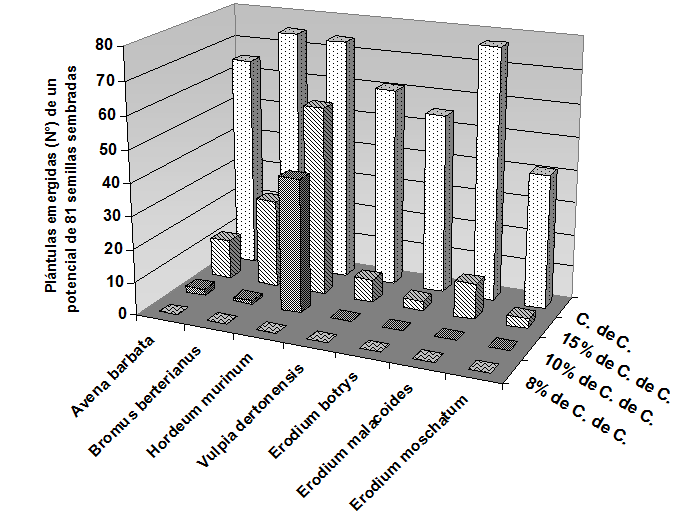 Plántulas emergidas (Nº) de un
potencial de 81 semillas sembradas
80
70
60
50
40
30
20
10
0
Avena barbata
Bromus berterianus
Hordeum murinum
Vulpia dertonensis
Erodium botrys
Erodium malacoides
Erodium moschatum
C. de C.
15% de C. de C.
10% de C. de C.
8% de C. de C.